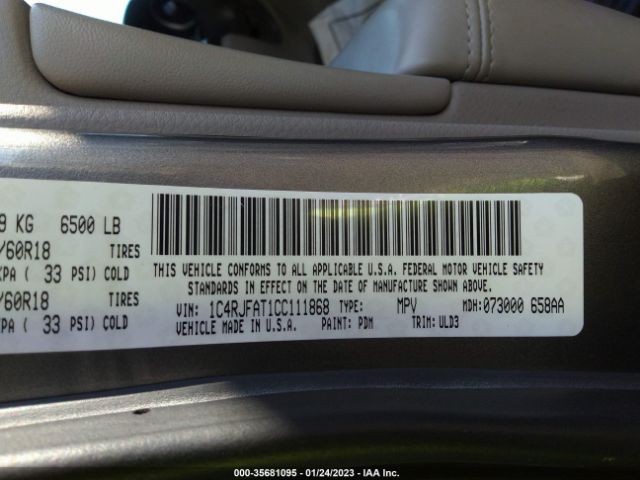 9 KG 6500 LB
/60R18 TIRES
KPA ( 33 PSI) COLD
/60R18 TIRES
PA ( 33 PSI) COLD
THIS VEHICLE CONFORMS TO ALL APPLICABLE U.S.A. FEDERAL MOTOR VEHICLE SAFETY
STANDARDS IN EFFECT ON THE DATE OF MANUFACTURE SHOWN ABOVE.
VIN: 1C4RJFAT1CC111868 TYPE: MPV MDH: 073000 658AA
VEHICLE MADE IN U.S.A. PAINT: PDM TRIM: ULD3
000-35681095 - 01/24/2023 - IAA Inc.